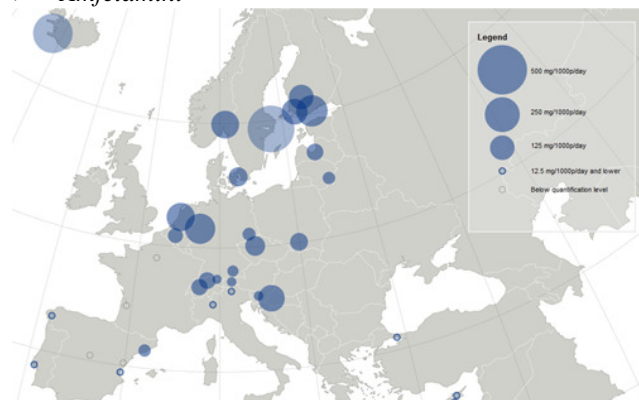 Legend
500 mg/1000p/day
250 mg/1000p/day
125 mg/1000p/day
12.5 mg/1000p/day and lower
Below quantification level